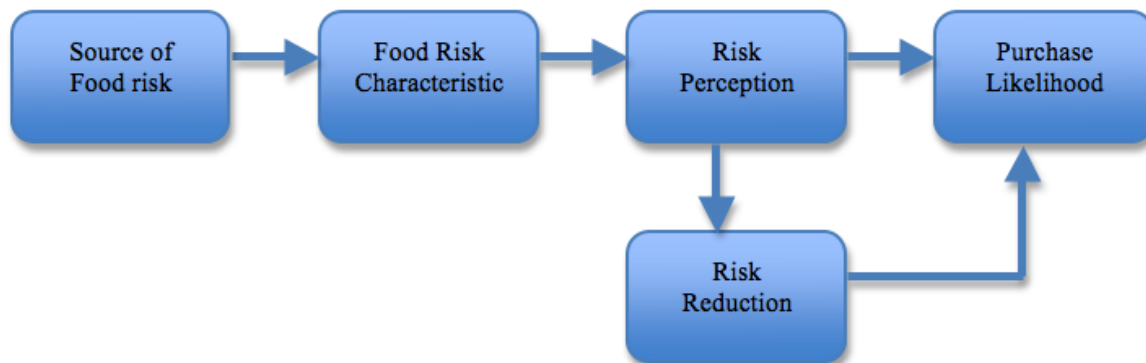 Source of
Food risk
Food Risk
Characteristic
Risk
Perception
Purchase
Likelihood
Risk
Reduction